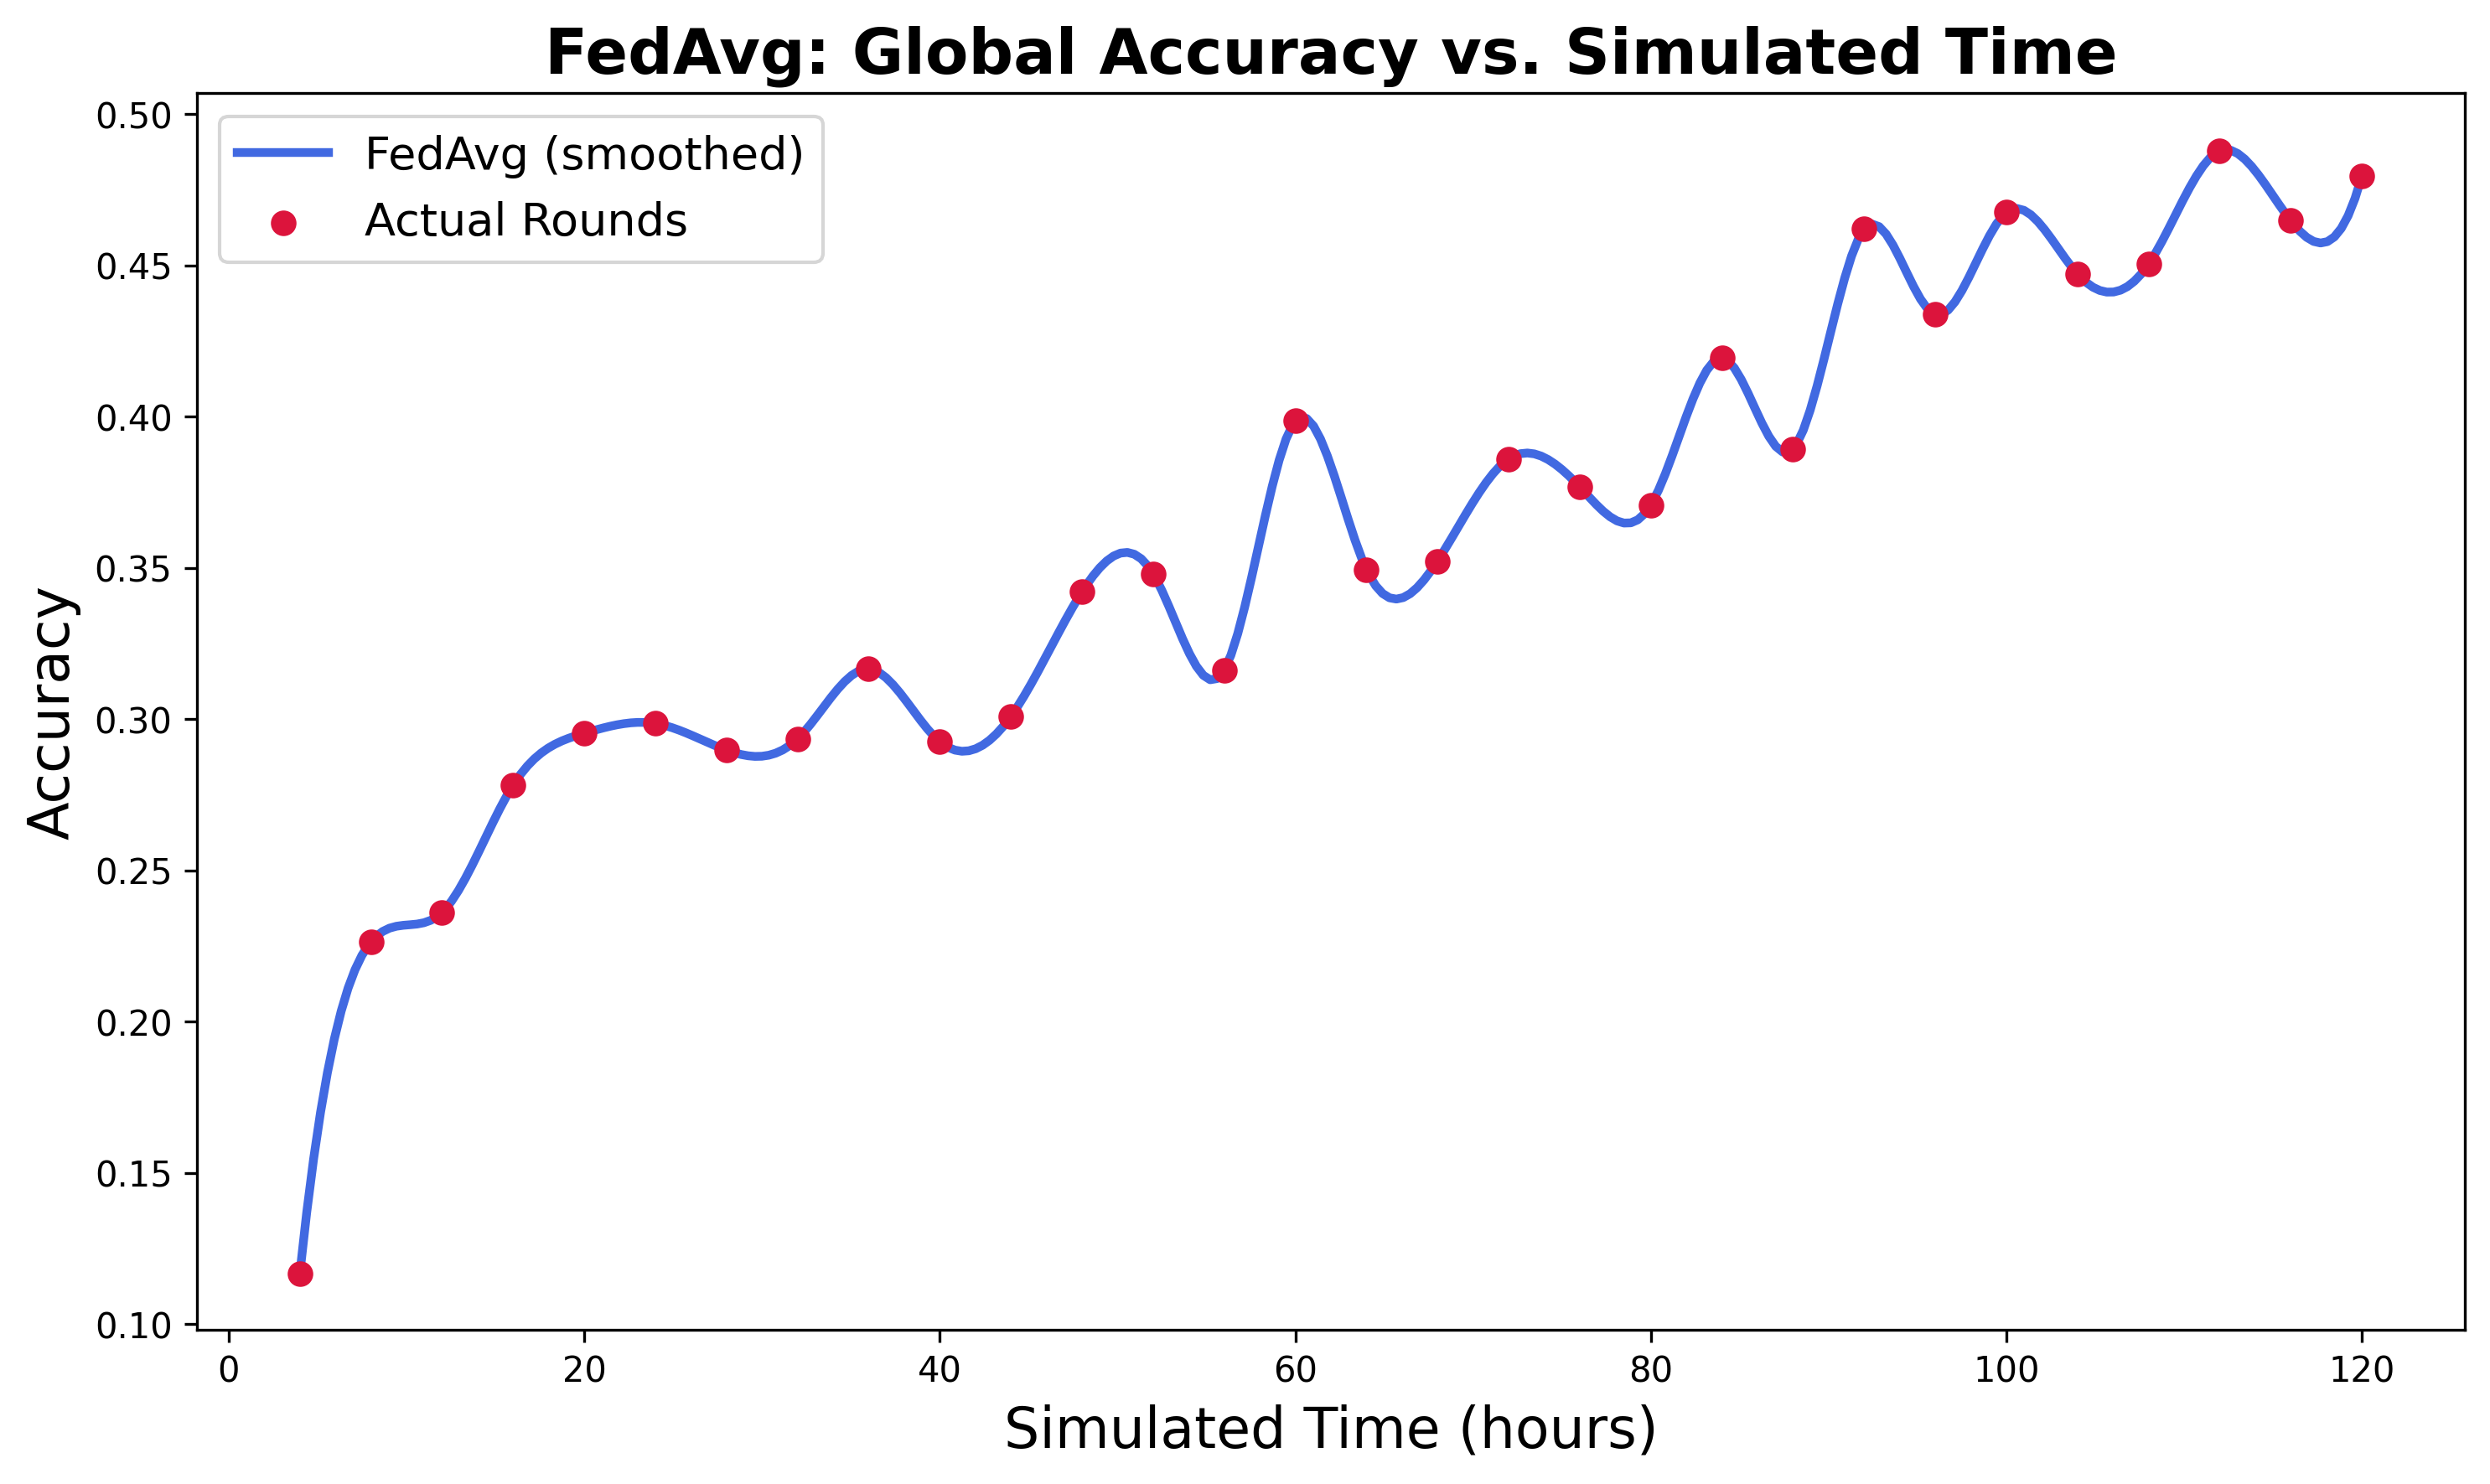 FedAvg: Global Accuracy vs. Simulated Time
FedAvg (smoothed)
Actual Rounds
Accuracy
0.50
0.45
0.40
0.35
0.30
0.25
0.20
0.15
0.10
0 20 40 60 80 100 120
Simulated Time (hours)